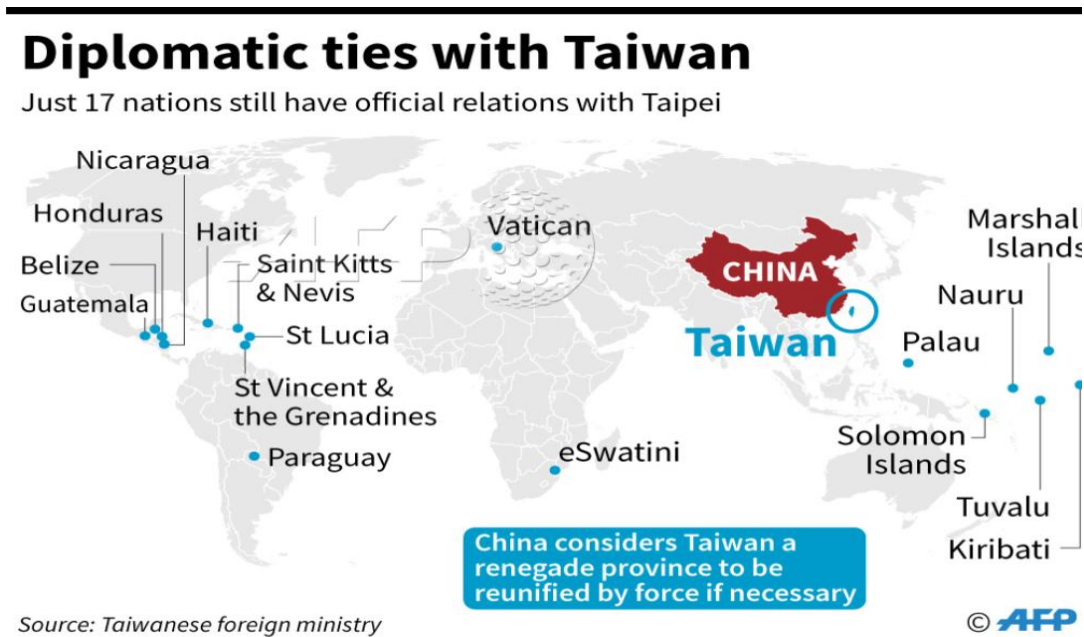 Diplomatic ties with Taiwan
Just 17 nations still have official relations with Taipei
Nicaragua
Honduras
Haiti
Belize
Guatemala
Saint Kitts
& Nevis
St Lucia
St Vincent &
the Grenadines
Paraguay
AFP
Vatican
eSwatini
CHINA
Taiwan
Marshall
Islands
Nauru
Palau
Solomon
Islands
Tuvalu
Kiribati
China considers Taiwan a
renegade province to be
reunified by force if necessary
Source: Taiwanese foreign ministry
© AFP